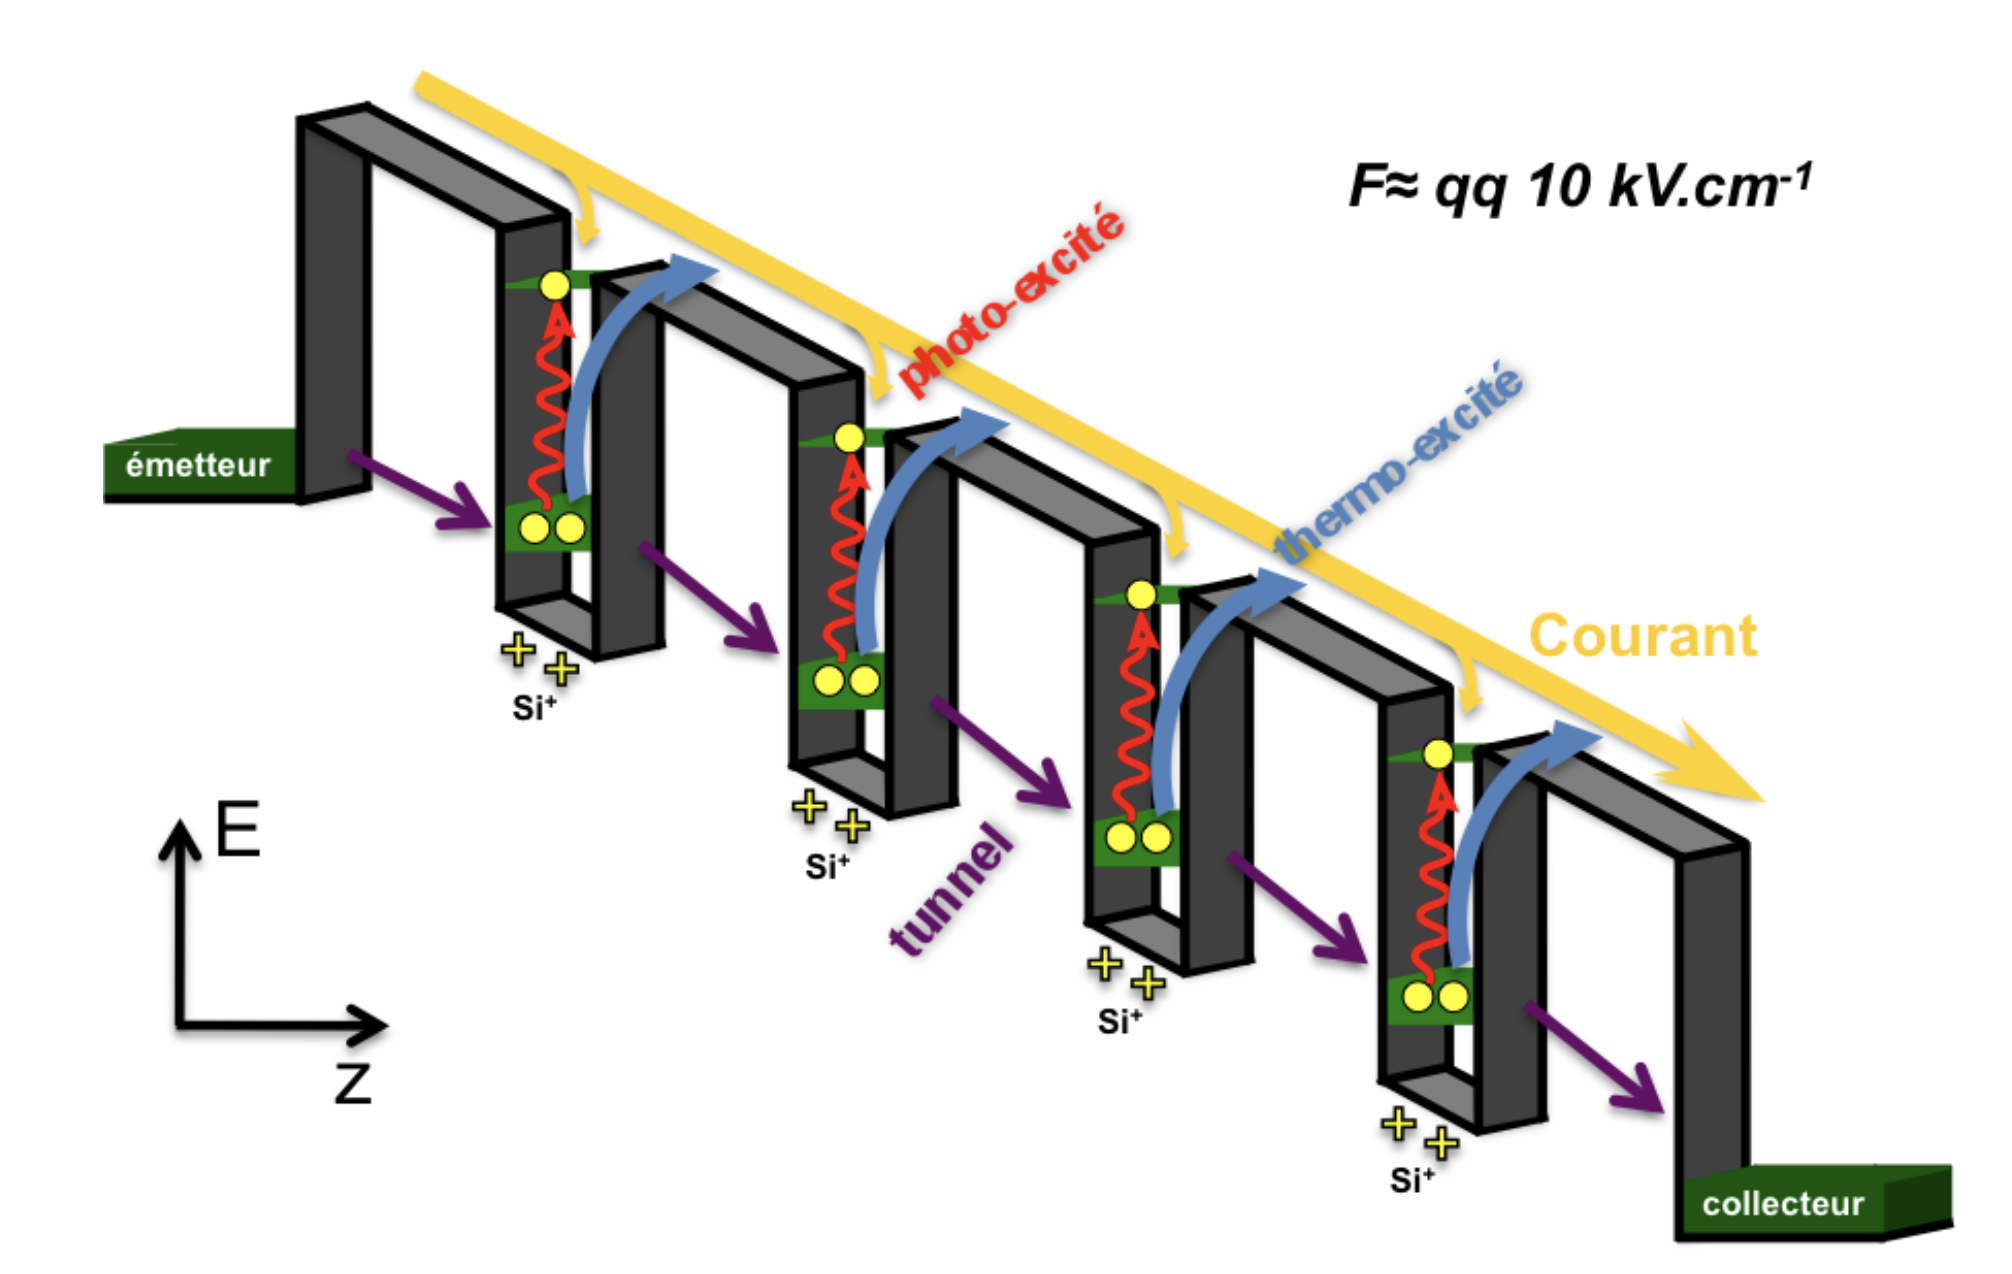 F≈ qq 10 kV.cm⁻¹
photo-excité
thermo-excité
émetteur
Courant
Si⁺
E
Si⁺
tunnel
Si⁺
z
Si⁺
collecteur